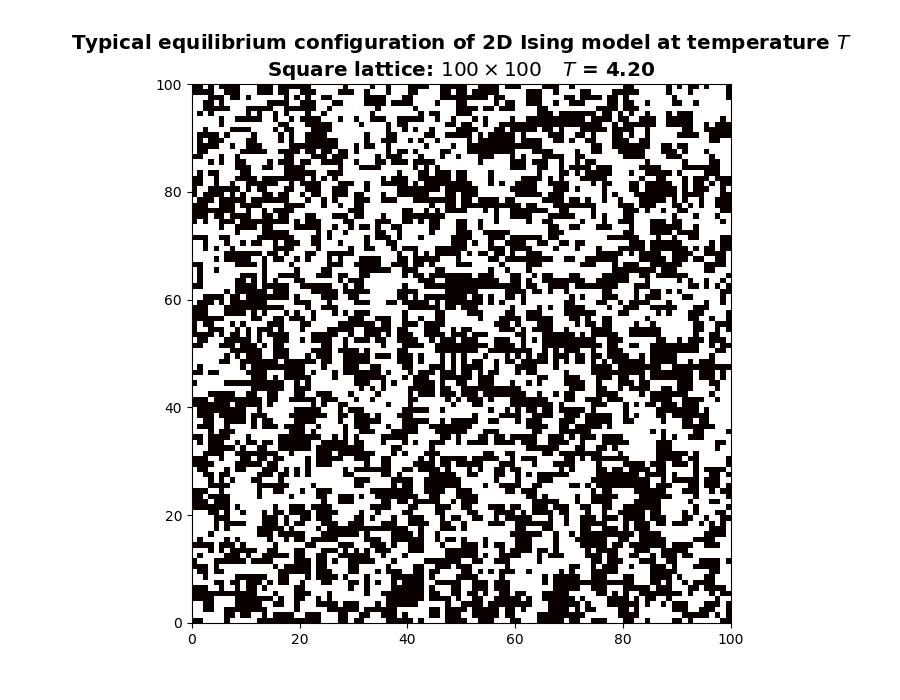 Typical equilibrium configuration of 2D Ising model at temperature T
Square lattice: 100 × 100 T = 4.20
100
80
60
40
20
0
0 20 40 60 80 100